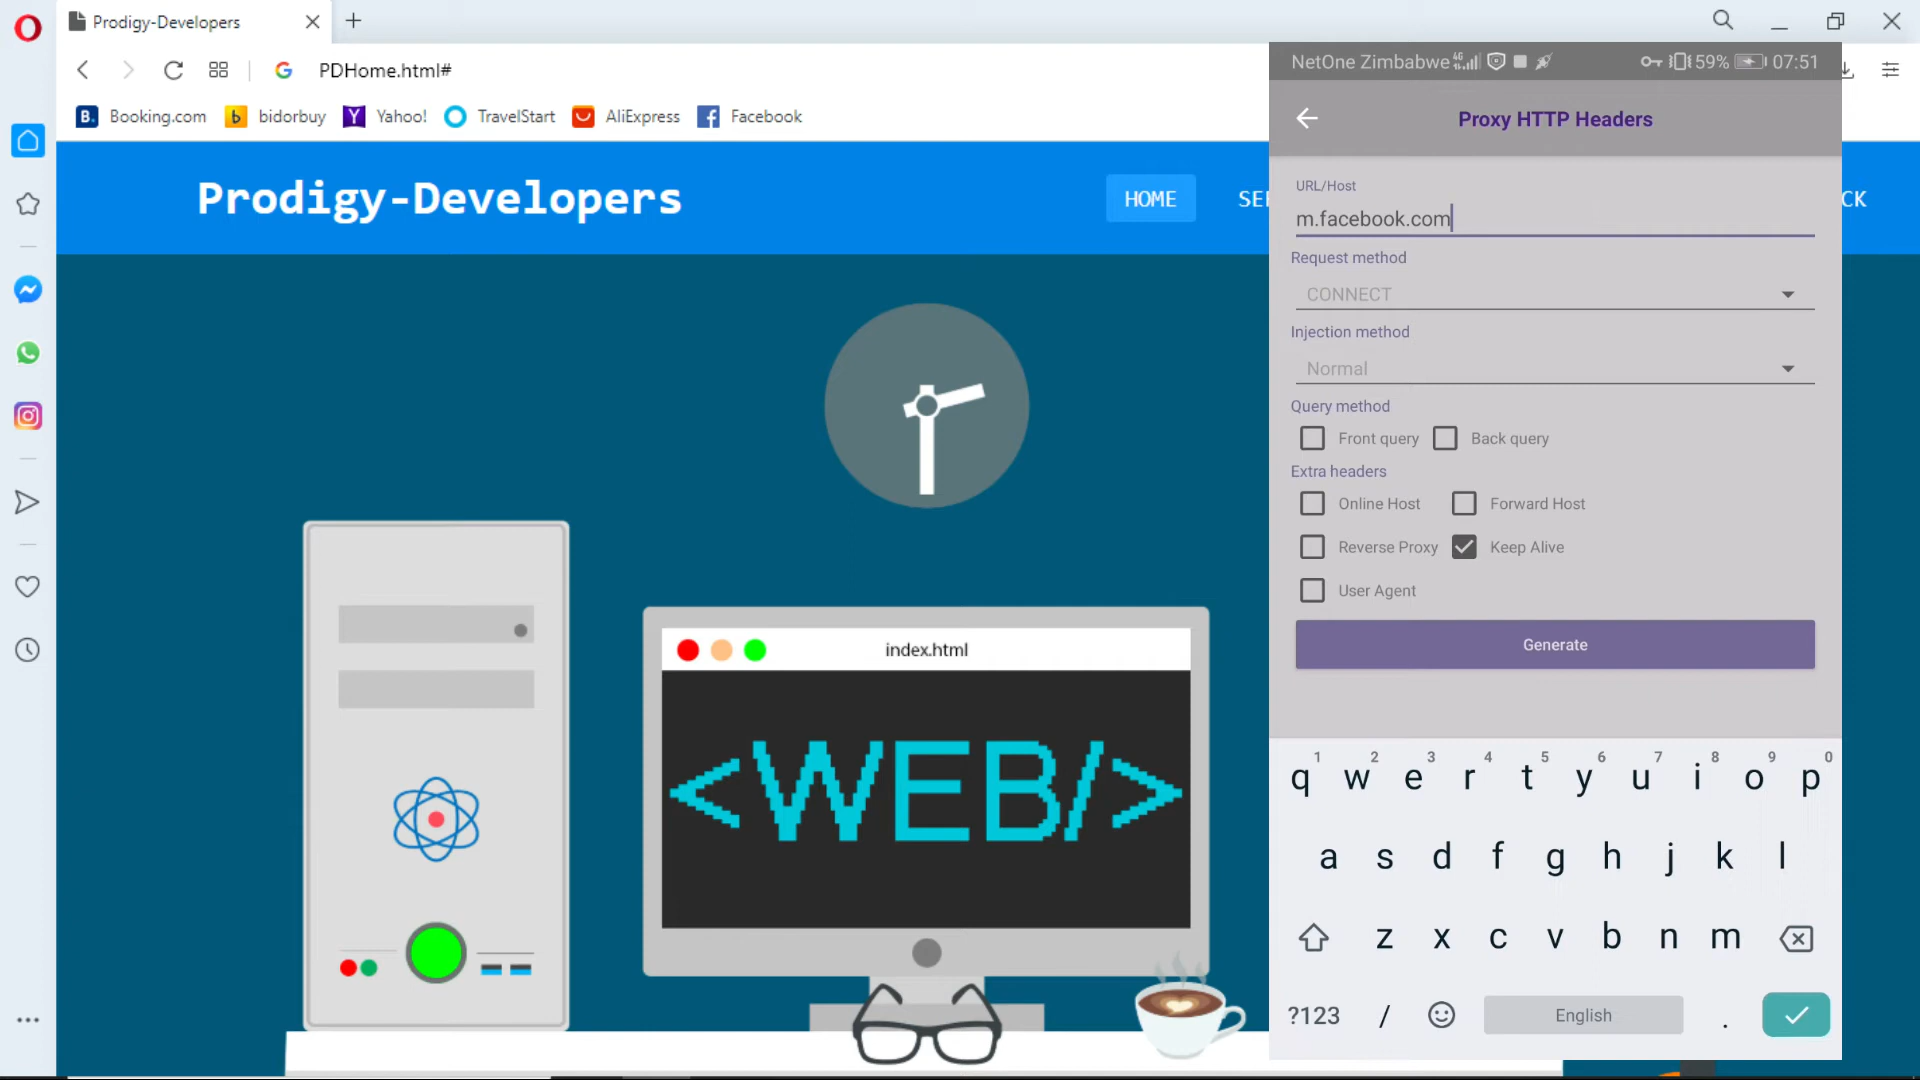 Prodigy-Developers
PDHome.html#
B. Booking.com b bidorbuy Y Yahoo! TravelStart AliExpress f Facebook
Prodigy-Developers
HOME
SE
CK
index.html
<WEB/>
NetOne Zimbabwe 4G 59% 07:51
Proxy HTTP Headers
URL/Host
m.facebook.com
Request method
CONNECT
Injection method
Normal
Query method
Front query Back query
Extra headers
Online Host Forward Host
Reverse Proxy Keep Alive
User Agent
Generate
1 2 3 4 5 6 7 8 9 0
q w e r t y u i o p
a s d f g h j k l
z x c v b n m
?123 / English .